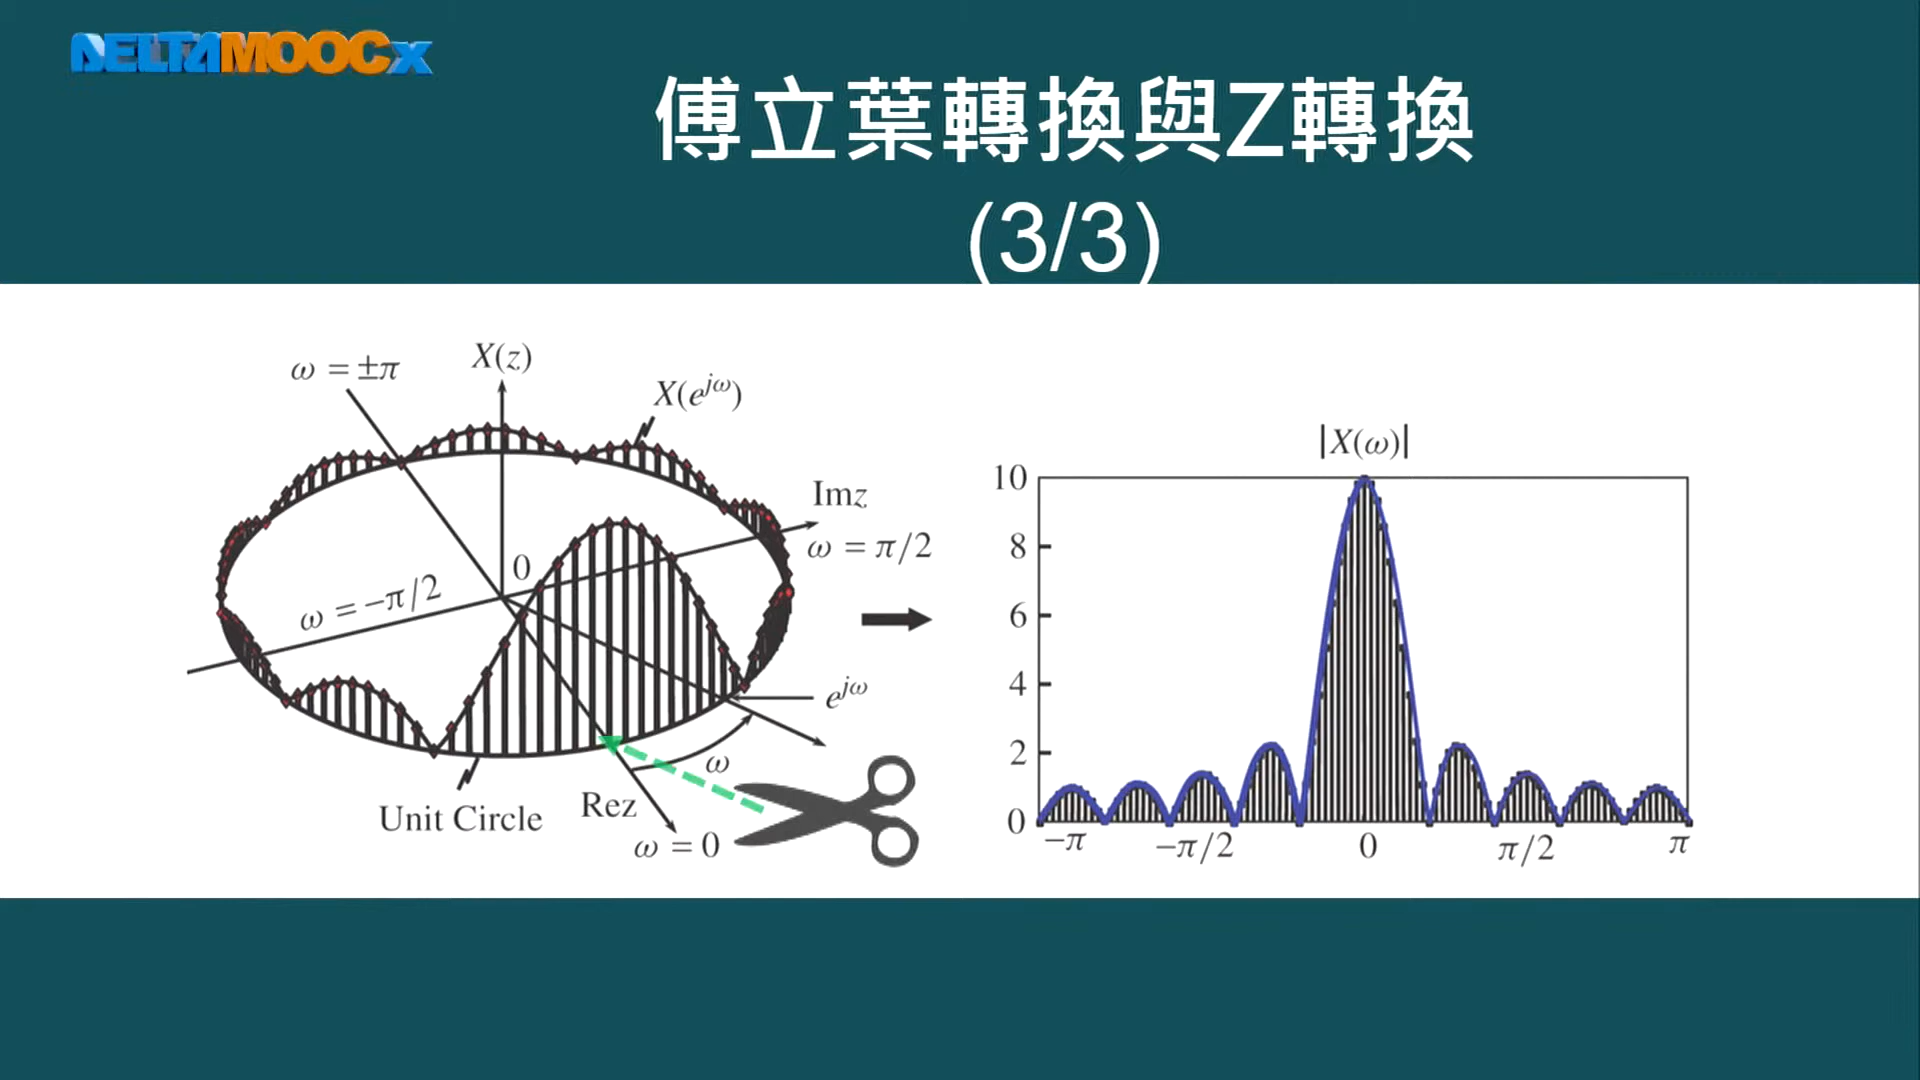 DELTAMOOCx
傅立葉轉換與Z轉換
(3/3)
ω = ±π
X(z)
X(e^{jω})
Imz
ω = π/2
0
ω = −π/2
e^{jω}
ω
Unit Circle
Rez
ω = 0
|X(ω)|
10
8
6
4
2
0
−π
−π/2
0
π/2
π